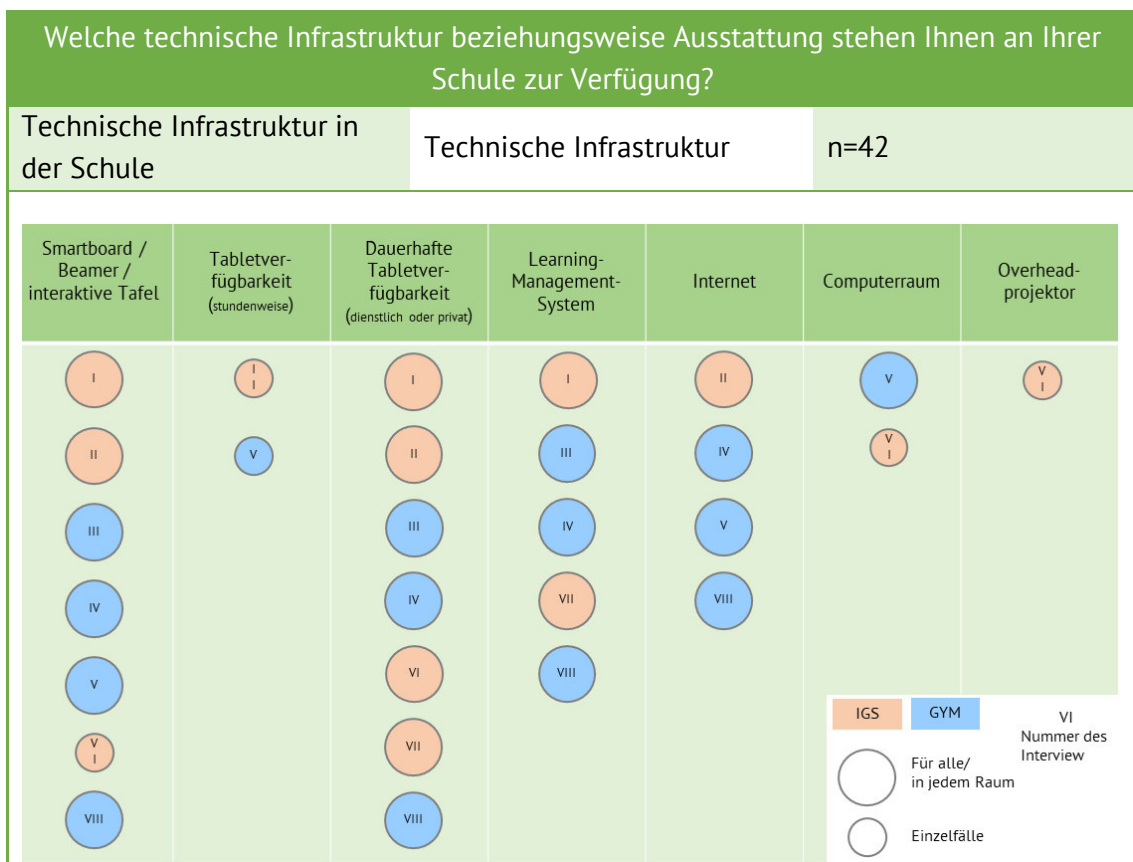 Welche technische Infrastruktur beziehungsweise Ausstattung stehen Ihnen an Ihrer
Schule zur Verfügung?
Technische Infrastruktur in
der Schule
Technische Infrastruktur
n=42
Smartboard /
Beamer /
interaktive Tafel
Tabletver-
fügbarkeit
(stundenweise)
Dauerhafte
Tabletver-
fügbarkeit
(dienstlich oder privat)
Learning-
Management-
System
Internet
Computerraum
Overhead-
projektor
I
II
III
IV
V
V
I
VIII
I
I
V
I
II
III
IV
VI
VII
VIII
I
III
IV
VII
VIII
II
IV
V
VIII
V
V
I
V
I
IGS
GYM
VI
Nummer des
Interview
Für alle/
in jedem Raum
Einzelfälle